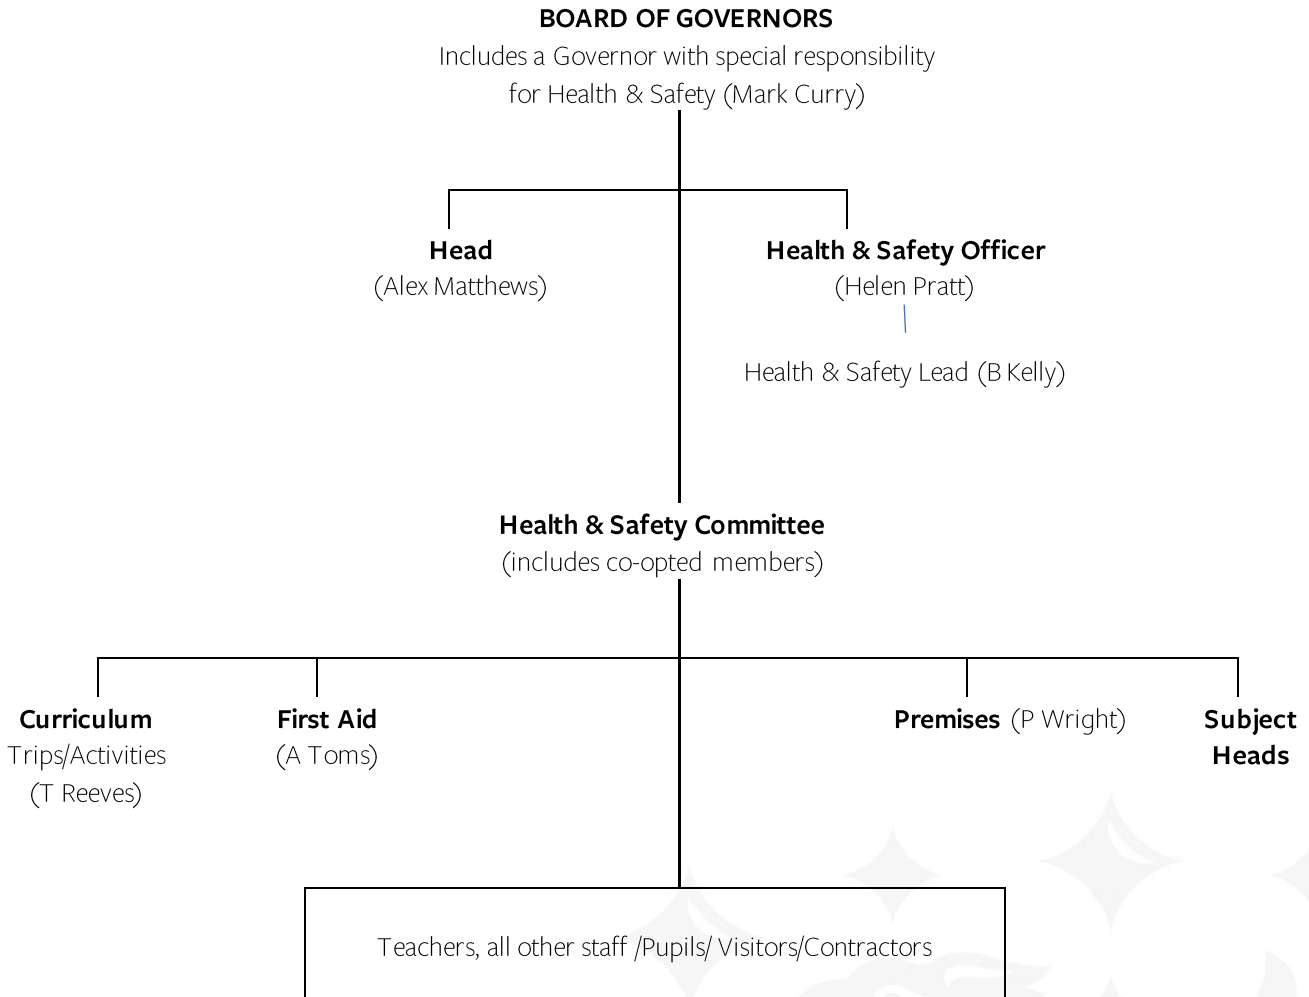 BOARD OF GOVERNORS
Includes a Governor with special responsibility
for Health & Safety (Mark Curry)
Head
(Alex Matthews)
Health & Safety Officer
(Helen Pratt)
Health & Safety Lead (B Kelly)
Health & Safety Committee
(includes co-opted members)
Curriculum
Trips/Activities
(T Reeves)
First Aid
(A Toms)
Premises (P Wright)
Subject
Heads
Teachers, all other staff /Pupils/ Visitors/Contractors